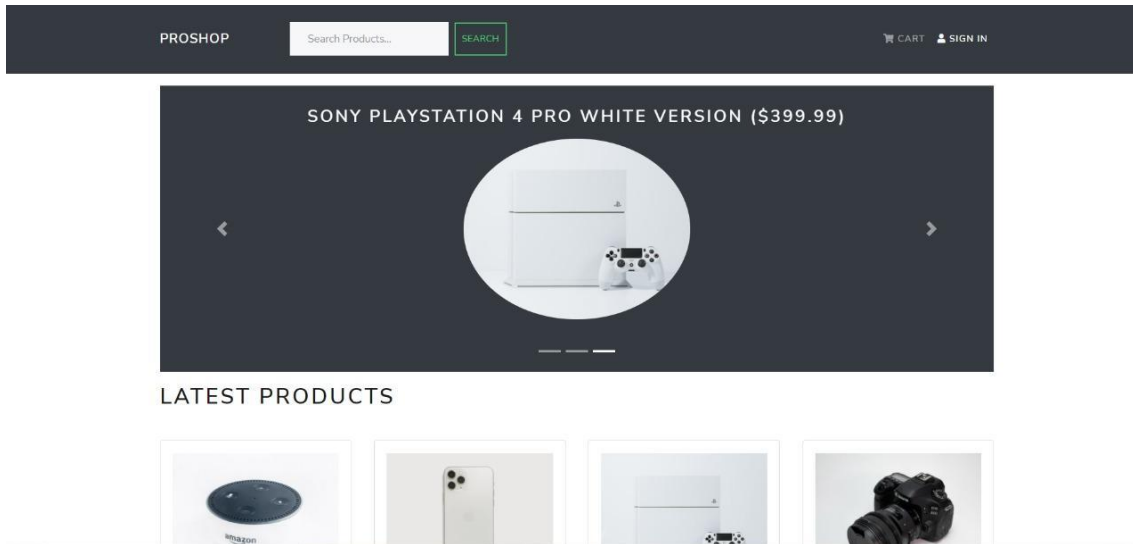 PROSHOP
Search Products...
SEARCH
CART
SIGN IN
SONY PLAYSTATION 4 PRO WHITE VERSION ($399.99)
LATEST PRODUCTS
amazon